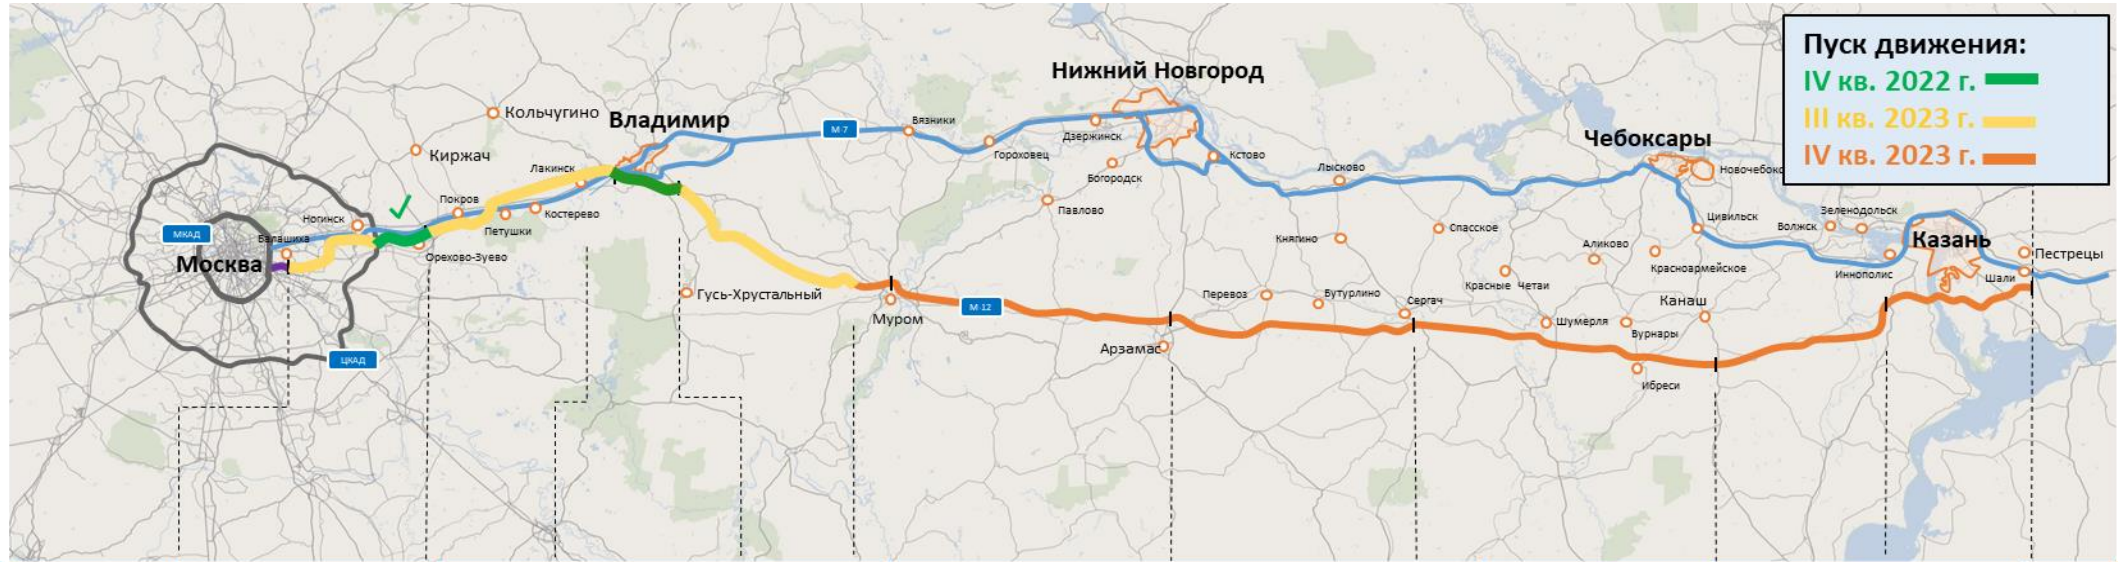 Пуск движения:
IV кв. 2022 г.
III кв. 2023 г.
IV кв. 2023 г.
Нижний Новгород
Кольчугино
Владимир
М-7
Вязники
Дзержинск
Гороховец
Кстово
Чебоксары
Киржач
Лакинск
Богородск
Лысково
Новочебокс
Покров
Костерево
Павлово
Ногинск
Петушки
МКАД
Балашиха
Москва
Орехово-Зуево
Княгино
Спасское
Цивильск
Волжск
Зеленодольск
Аликово
Казань
Красноармейское
Пестрецы
Иннополис
Шали
Гусь-Хрустальный
Перевоз
Бутурлино
Красные Четаи
Сергач
Канаш
М-12
Муром
Шумерля
Вурнары
Арзамас
ЦКАД
Ибреси